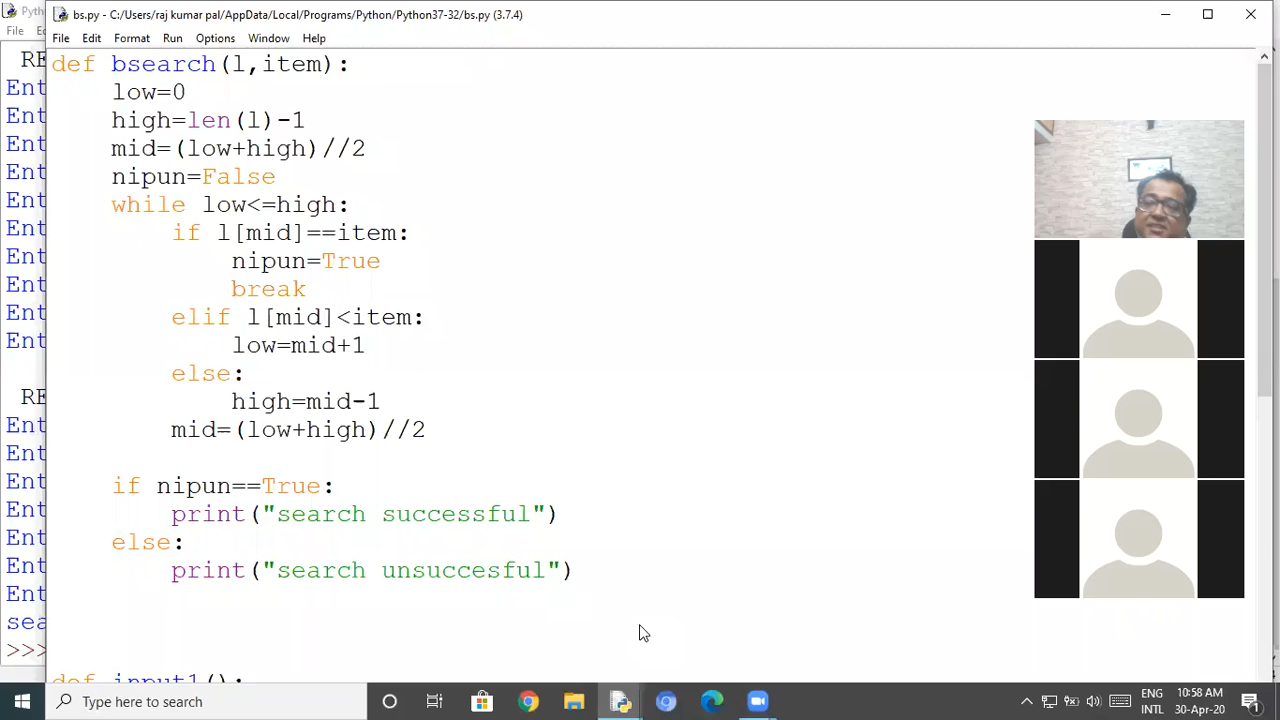 Pyth
bs.py - C:/Users/raj kumar pal/AppData/Local/Programs/Python/Python37-32/bs.py (3.7.4)
File
File Edit Format Run Options Window Help
RE
def bsearch(l,item):
Ent
low=0
Ent
high=len(l)-1
Ent
mid=(low+high)//2
Ent
nipun=False
Ent
while low<=high:
Ent
if l[mid]==item:
Ent
nipun=True
Ent
break
Ent
elif l[mid]<item:
Ent
low=mid+1
else:
RE
high=mid-1
Ent
mid=(low+high)//2
Ent
Ent
if nipun==True:
Ent
print("search successful")
Ent
else:
Ent
print("search unsuccesful")
Ent
sea
>>>
def input1():
Type here to search
ENG
INTL
10:58 AM
30-Apr-20
1